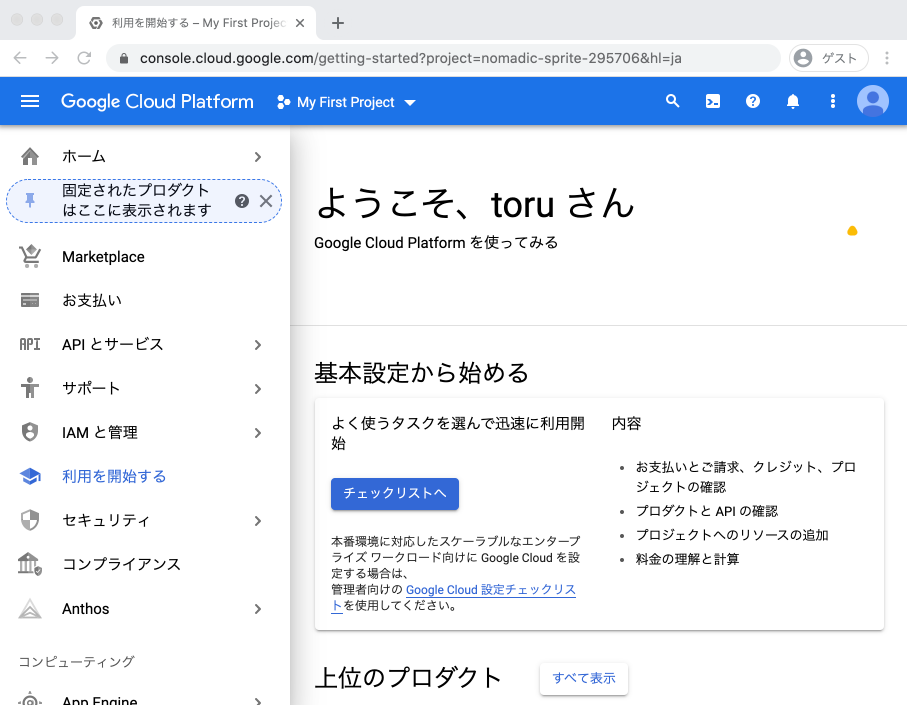 利用を開始する – My First Projec
console.cloud.google.com/getting-started?project=nomadic-sprite-295706&hl=ja
ゲスト
Google Cloud Platform
My First Project
ホーム
固定されたプロダクト
はここに表示されます
Marketplace
お支払い
API
API とサービス
サポート
IAM と管理
利用を開始する
セキュリティ
コンプライアンス
Anthos
コンピューティング
App Engine
ようこそ、toru さん
Google Cloud Platform を使ってみる
基本設定から始める
よく使うタスクを選んで迅速に利用開
始
チェックリストへ
本番環境に対応したスケーラブルなエンタープ
ライズ ワークロード向けに Google Cloud を設
定する場合は、
管理者向けの Google Cloud 設定チェックリス
トを使用してください。
内容
お支払いとご請求、クレジット、プロ
ジェクトの確認
プロダクトと API の確認
プロジェクトへのリソースの追加
料金の理解と計算
上位のプロダクト
すべて表示